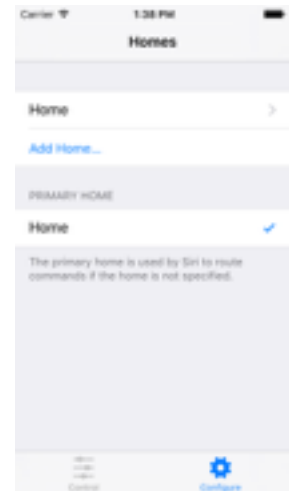 Carrier 1:38 PM
Homes
Home
Add Home...
PRIMARY HOME
Home
The primary home is used by Siri to route
commands if the home is not specified.
Control Configure